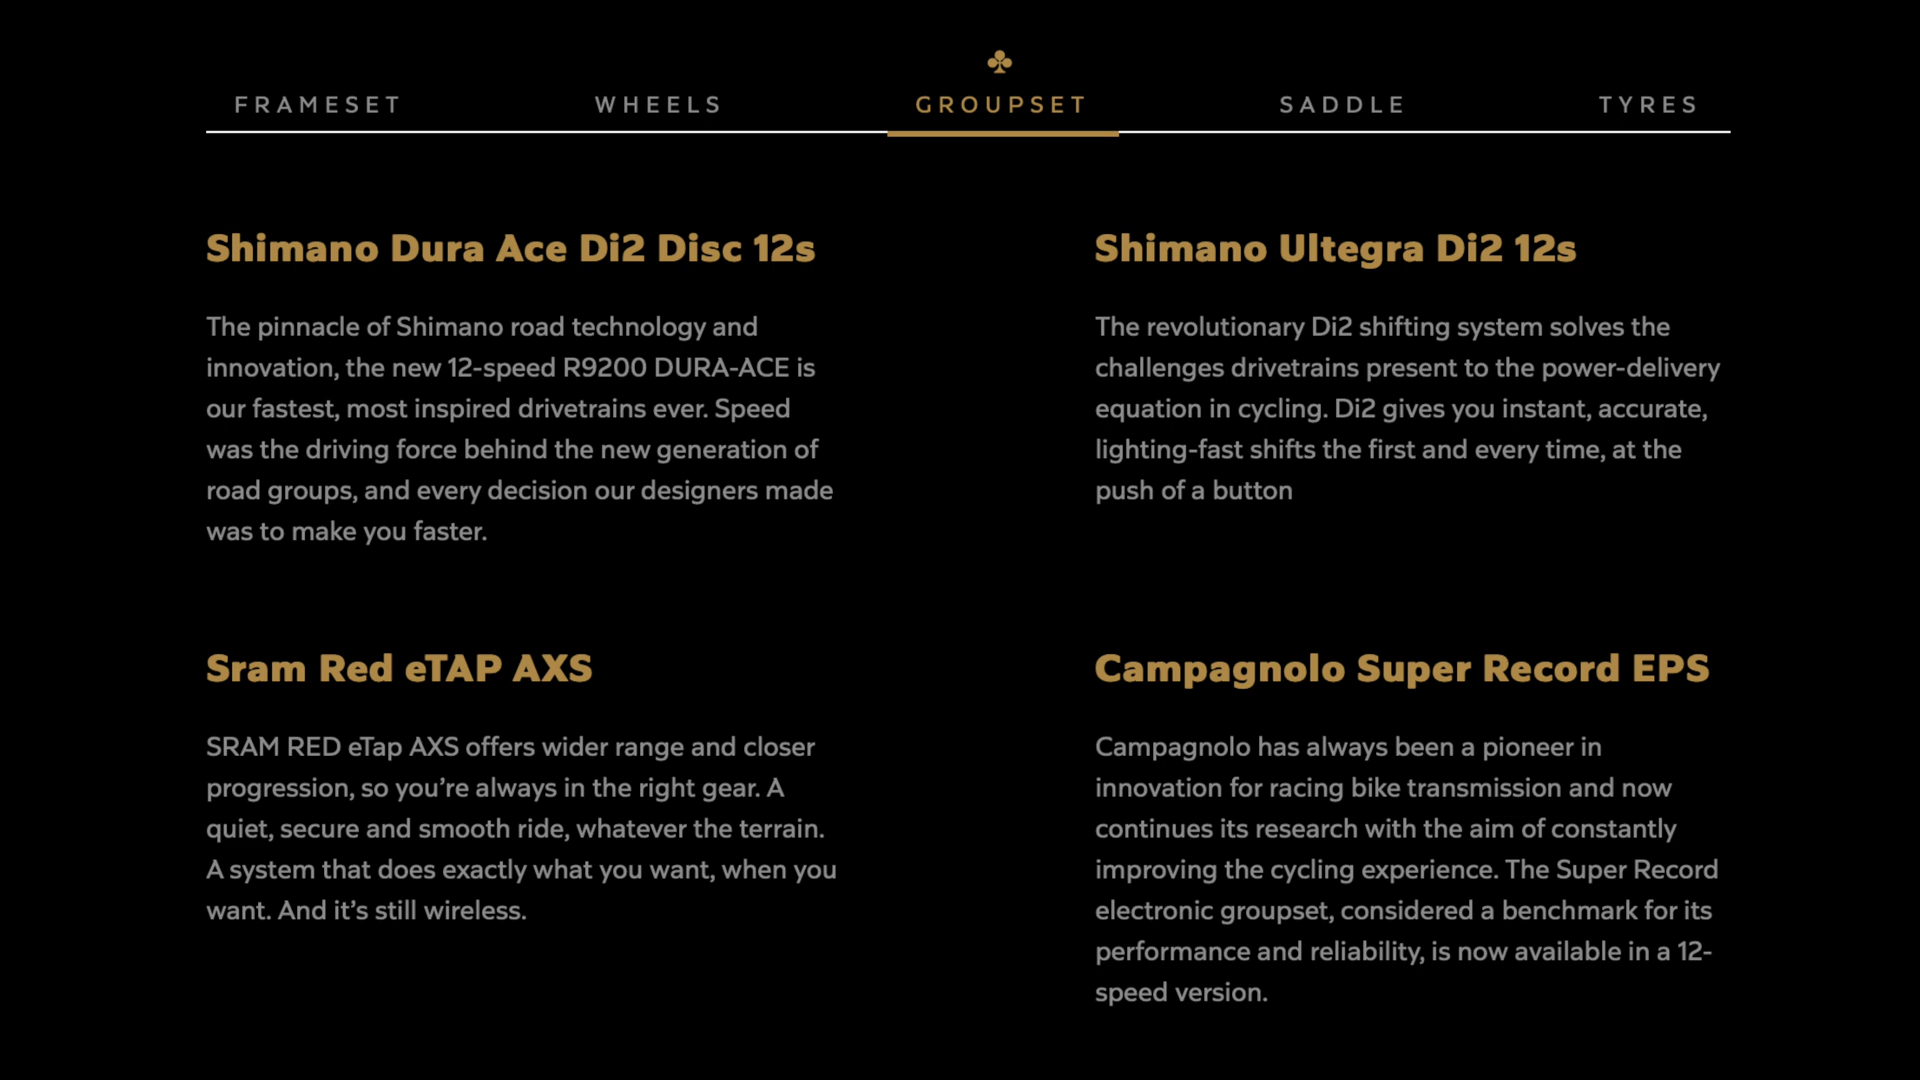 FRAMESET
WHEELS
GROUPSET
SADDLE
TYRES
Shimano Dura Ace Di2 Disc 12s
The pinnacle of Shimano road technology and
innovation, the new 12-speed R9200 DURA-ACE is
our fastest, most inspired drivetrains ever. Speed
was the driving force behind the new generation of
road groups, and every decision our designers made
was to make you faster.
Shimano Ultegra Di2 12s
The revolutionary Di2 shifting system solves the
challenges drivetrains present to the power-delivery
equation in cycling. Di2 gives you instant, accurate,
lighting-fast shifts the first and every time, at the
push of a button
Sram Red eTAP AXS
SRAM RED eTap AXS offers wider range and closer
progression, so you’re always in the right gear. A
quiet, secure and smooth ride, whatever the terrain.
A system that does exactly what you want, when you
want. And it’s still wireless.
Campagnolo Super Record EPS
Campagnolo has always been a pioneer in
innovation for racing bike transmission and now
continues its research with the aim of constantly
improving the cycling experience. The Super Record
electronic groupset, considered a benchmark for its
performance and reliability, is now available in a 12-
speed version.